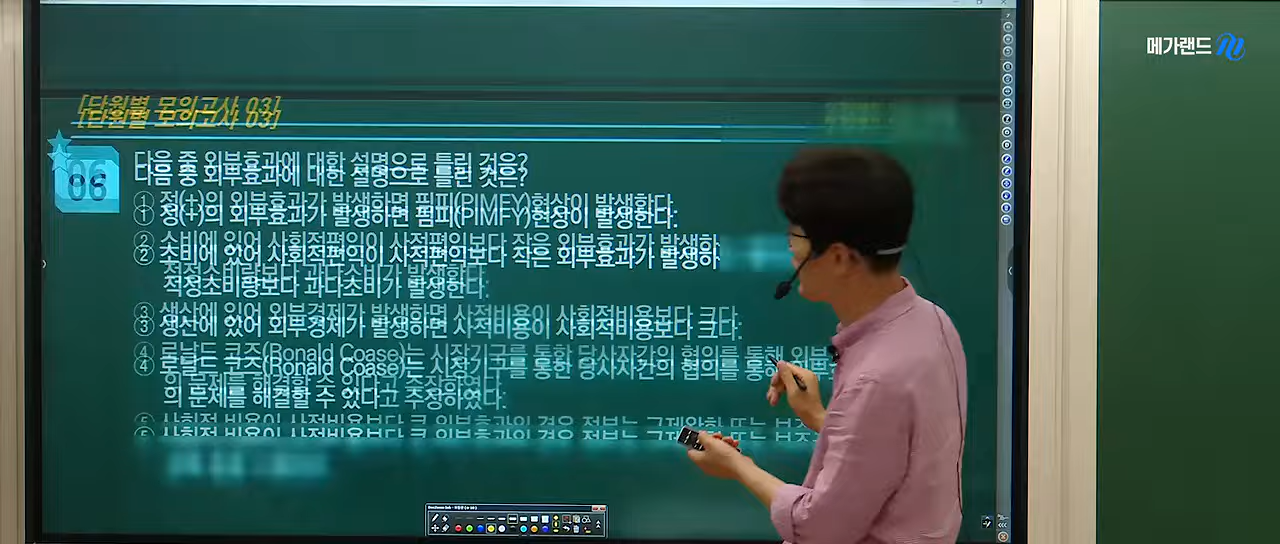 메가랜드
[단원별 모의고사 03]
06
다음 중 외부효과에 대한 설명으로 틀린 것은?
① 정(+)의 외부효과가 발생하면 핌피(PIMFY)현상이 발생한다.
② 소비에 있어 사회적편익이 사적편익보다 작은 외부효과가 발생하
적정소비량보다 과다소비가 발생한다.
③ 생산에 있어 외부경제가 발생하면 사적비용이 사회적비용보다 크다.
④ 로날드 코즈(Ronald Coase)는 시장기구를 통한 당사자간의 협의를 통해 외부
의 문제를 해결할 수 있다고 주장하였다.
⑤ 사회적 비용이 사적비용보다 큰 외부효과의 경우 정부는 규제완화 또는 보조